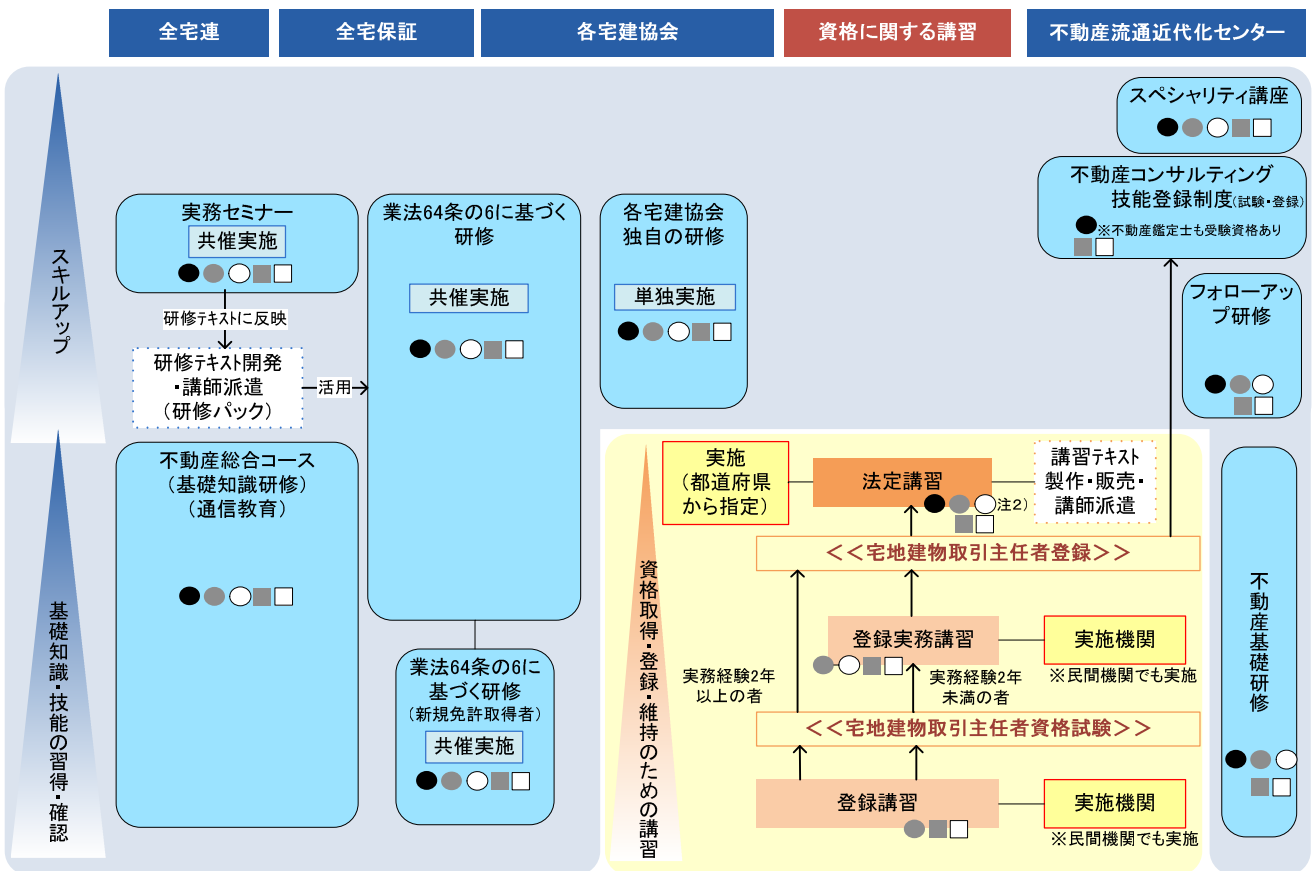 全宅連
全宅保証
各宅建協会
資格に関する講習
不動産流通近代化センター
スキルアップ
基礎知識・技能の習得・確認
実務セミナー
共催実施
研修テキストに反映
研修テキスト開発
・講師派遣
(研修パック)
活用
不動産総合コース
(基礎知識研修)
(通信教育)
業法64条の6に基づく
研修
共催実施
業法64条の6に
基づく研修
(新規免許取得者)
共催実施
各宅建協会
独自の研修
単独実施
スペシャリティ講座
不動産コンサルティング
技能登録制度(試験・登録)
※不動産鑑定士も受験資格あり
フォローアッ
プ研修
不動産基礎研修
資格取得・登録・維持のための講習
実施
(都道府県
から指定)
法定講習
注2)
講習テキスト
製作・販売・
講師派遣
<<宅地建物取引主任者登録>>
登録実務講習
実施機関
※民間機関でも実施
実務経験2年
以上の者
実務経験2年
未満の者
<<宅地建物取引主任者資格試験>>
登録講習
実施機関
※民間機関でも実施